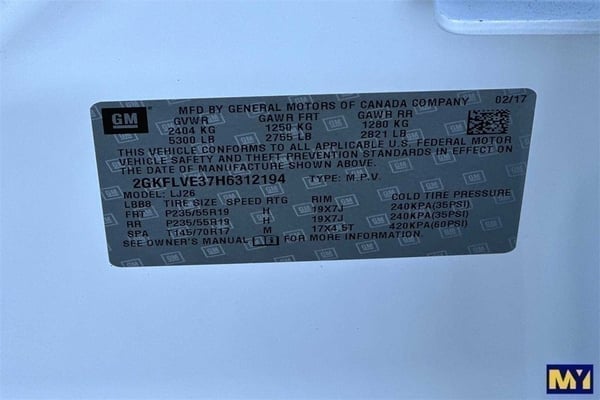 GM
MFD BY GENERAL MOTORS OF CANADA COMPANY 02/17
GVWR GAWR FRT GAWR RR
2404 KG 1250 KG 1280 KG
5300 LB 2755 LB 2821 LB
THIS VEHICLE CONFORMS TO ALL APPLICABLE U.S. FEDERAL MOTOR
VEHICLE SAFETY AND THEFT PREVENTION STANDARDS IN EFFECT ON
THE DATE OF MANUFACTURE SHOWN ABOVE.
2GKFLVE37H6312194 TYPE: M.P.V.
MODEL: LJ26
LBB8 TIRE SIZE SPEED RTG RIM COLD TIRE PRESSURE
FRT P235/55R19 H 19X7J 240KPA(35PSI)
RR P235/55R19 H 19X7J 240KPA(35PSI)
SPA T145/70R17 M 17X4.5T 420KPA(60PSI)
SEE OWNER'S MANUAL FOR MORE INFORMATION.
MY